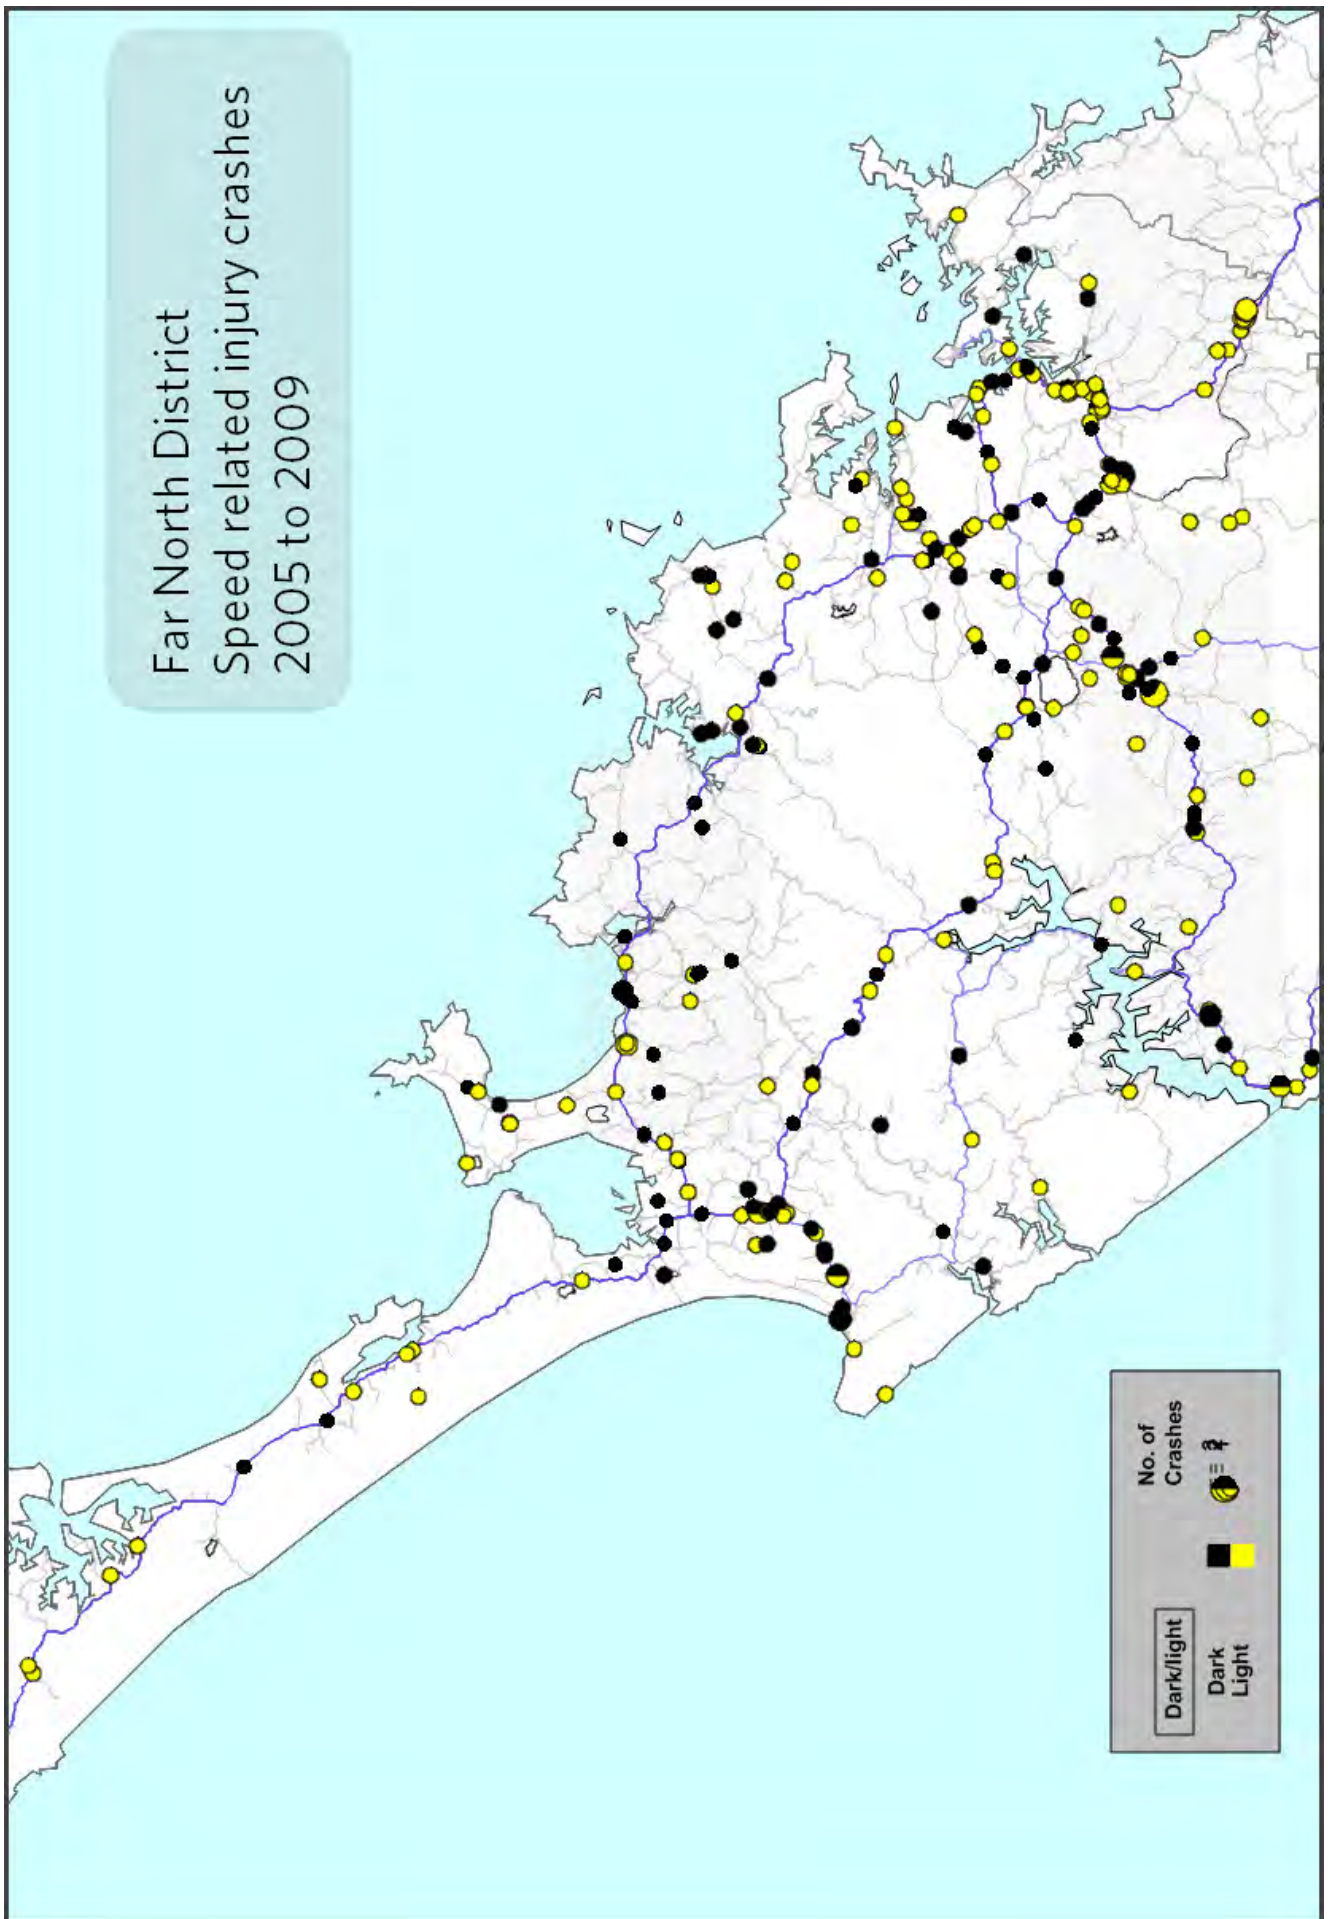 Far North District
Speed related injury crashes
2005 to 2009
Dark/light
Dark
Light
No. of
Crashes